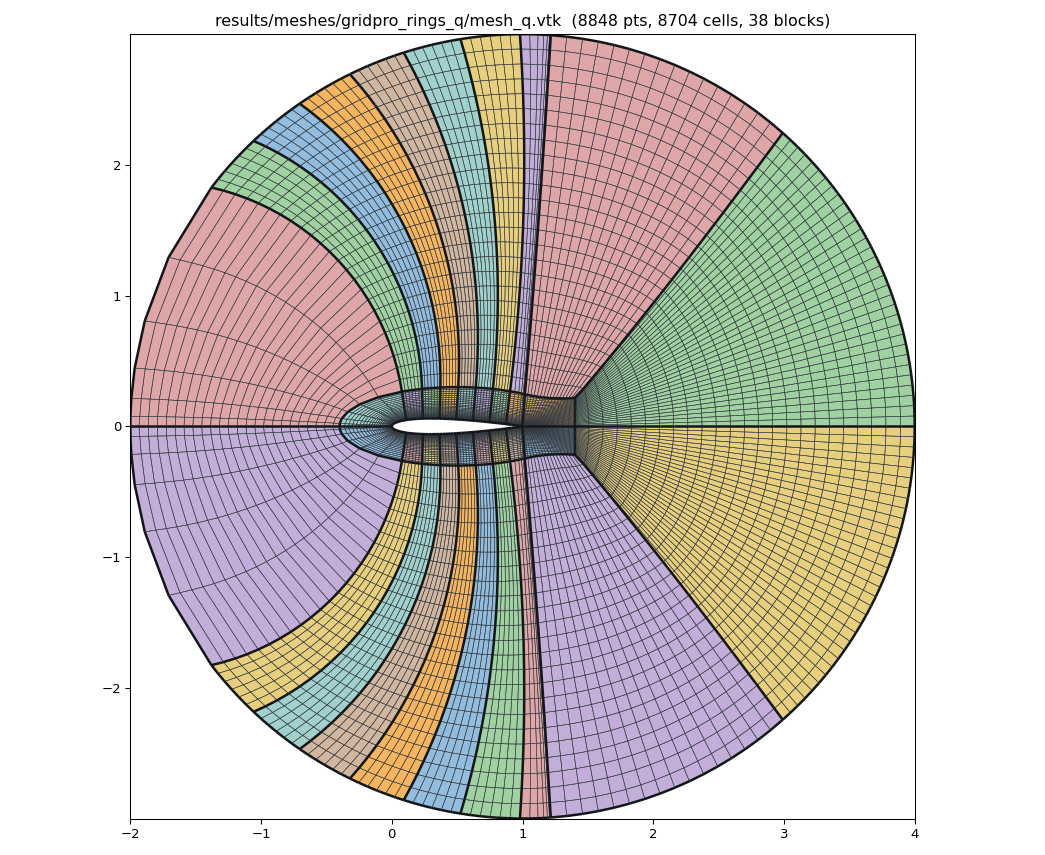 results/meshes/gridpro_rings_q/mesh_q.vtk (8848 pts, 8704 cells, 38 blocks)
2
1
0
−1
−2
−2 −1 0 1 2 3 4